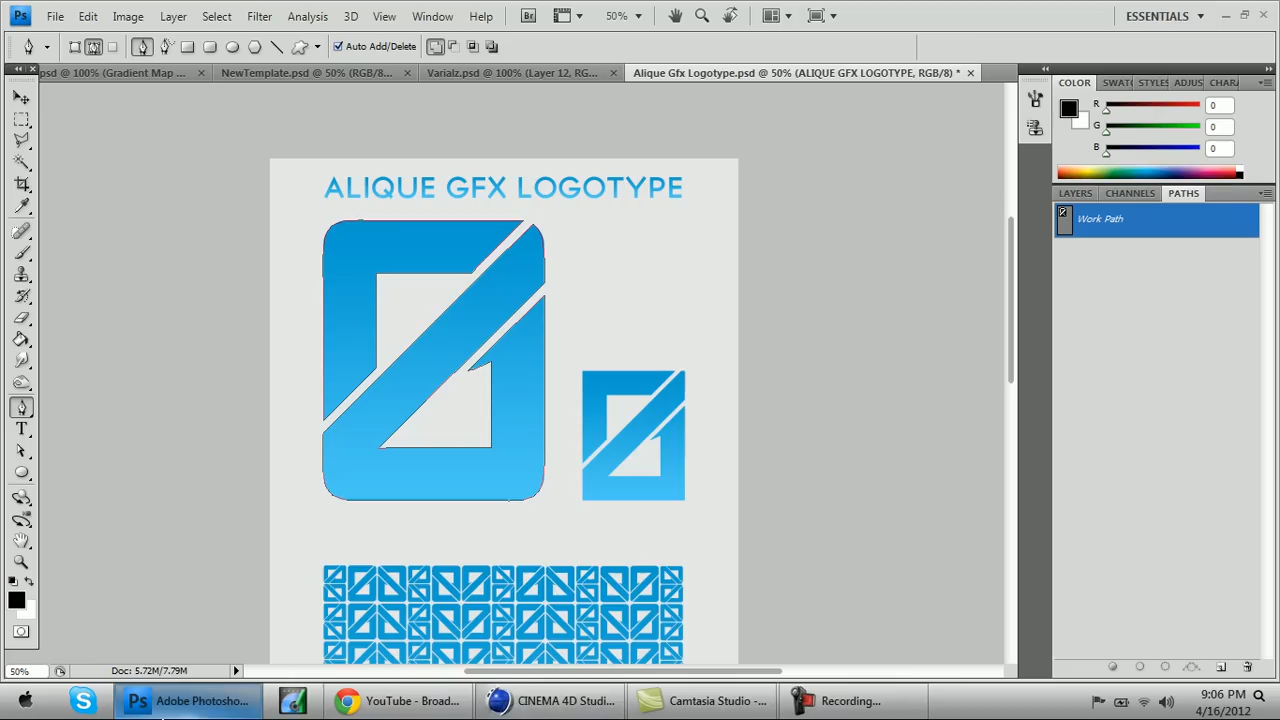 Ps File Edit Image Layer Select Filter Analysis 3D View Window Help Br 50% ESSENTIALS
Auto Add/Delete
.psd @ 100% (Gradient Map ... NewTemplate.psd @ 50% (RGB/8... Varialz.psd @ 100% (Layer 12, RG... Alique Gfx Logotype.psd @ 50% (ALIQUE GFX LOGOTYPE, RGB/8) *
COLOR SWATC STYLES ADJUS CHARA
R 0
G 0
B 0
LAYERS CHANNELS PATHS
Work Path
ALIQUE GFX LOGOTYPE
50% Doc: 5.72M/7.79M
Ps Adobe Photosho... YouTube - Broad... CINEMA 4D Studi... Camtasia Studio -... Recording...
9:06 PM
4/16/2012